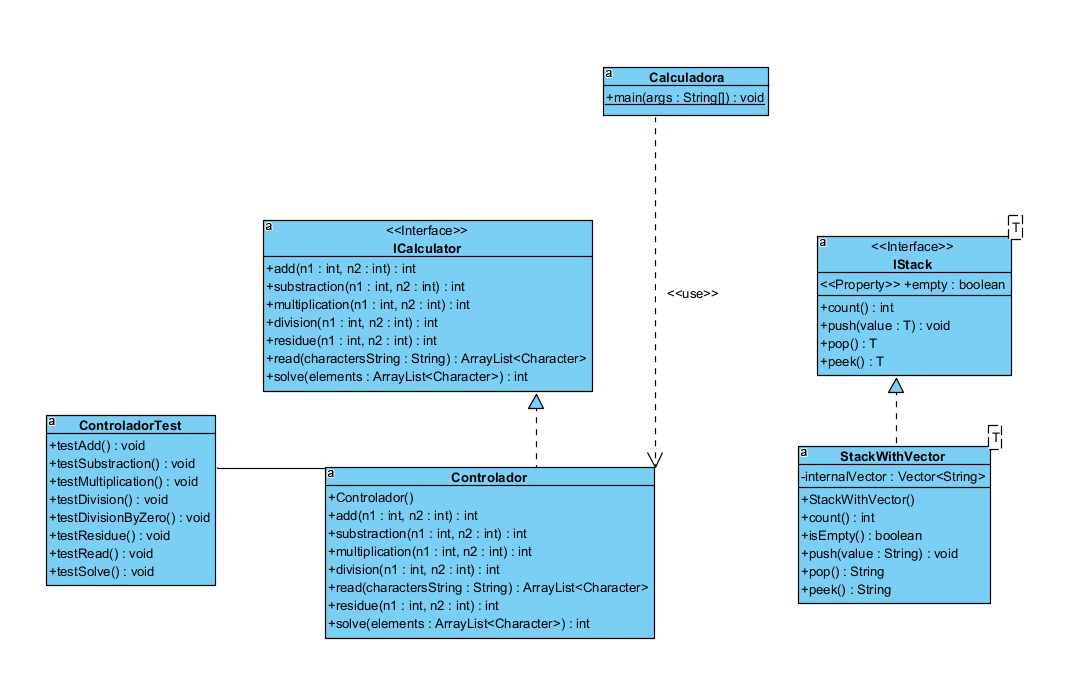 a
Calculadora
+main(args : String[]) : void
<<use>>
a
<<Interface>>
ICalculator
+add(n1 : int, n2 : int) : int
+substraction(n1 : int, n2 : int) : int
+multiplication(n1 : int, n2 : int) : int
+division(n1 : int, n2 : int) : int
+residue(n1 : int, n2 : int) : int
+read(charactersString : String) : ArrayList<Character>
+solve(elements : ArrayList<Character>) : int
T
a
<<Interface>>
IStack
<<Property>> +empty : boolean
+count() : int
+push(value : T) : void
+pop() : T
+peek() : T
a
ControladorTest
+testAdd() : void
+testSubstraction() : void
+testMultiplication() : void
+testDivision() : void
+testDivisionByZero() : void
+testResidue() : void
+testRead() : void
+testSolve() : void
a
Controlador
+Controlador()
+add(n1 : int, n2 : int) : int
+substraction(n1 : int, n2 : int) : int
+multiplication(n1 : int, n2 : int) : int
+division(n1 : int, n2 : int) : int
+read(charactersString : String) : ArrayList<Character>
+residue(n1 : int, n2 : int) : int
+solve(elements : ArrayList<Character>) : int
T
a
StackWithVector
-internalVector : Vector<String>
+StackWithVector()
+count() : int
+isEmpty() : boolean
+push(value : String) : void
+pop() : String
+peek() : String